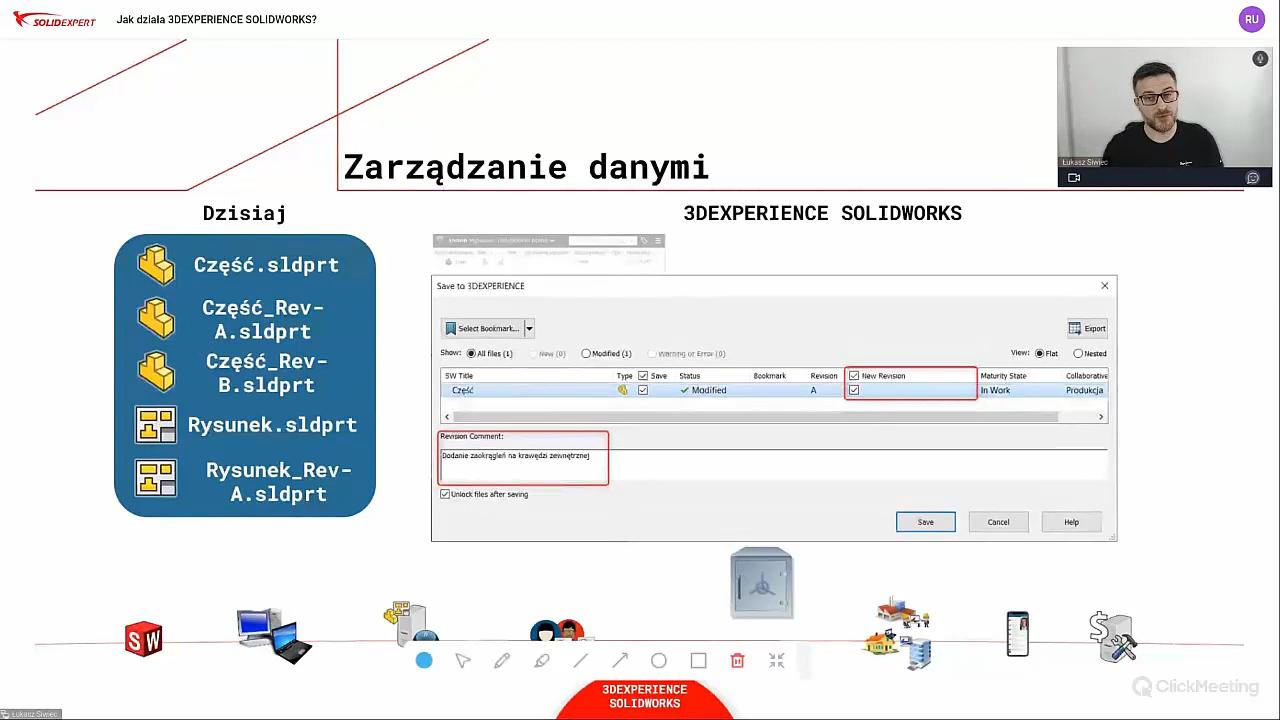 SOLIDEXPERT
Jak działa 3DEXPERIENCE SOLIDWORKS?
RU
Łukasz Siwiec
Zarządzanie danymi
Dzisiaj
3DEXPERIENCE SOLIDWORKS
Część.sldprt
Część_Rev-
A.sldprt
Część_Rev-
B.sldprt
Rysunek.sldprt
Rysunek_Rev-
A.sldprt
Save to 3DEXPERIENCE
Select Bookmark...
Export
Show: All files (1) New (0) Modified (1) Warning or Error (0) View: Flat Nested
SW Title Type Save Status Bookmark Revision New Revision Maturity State Collaborative
Część Modified A In Work Produkcja
Revision Comment:
Dodanie zaokrągleń na krawędzi zewnętrznej
Unlock files after saving
Save Cancel Help
SW
3DEXPERIENCE
SOLIDWORKS
ClickMeeting
Łukasz Siwiec